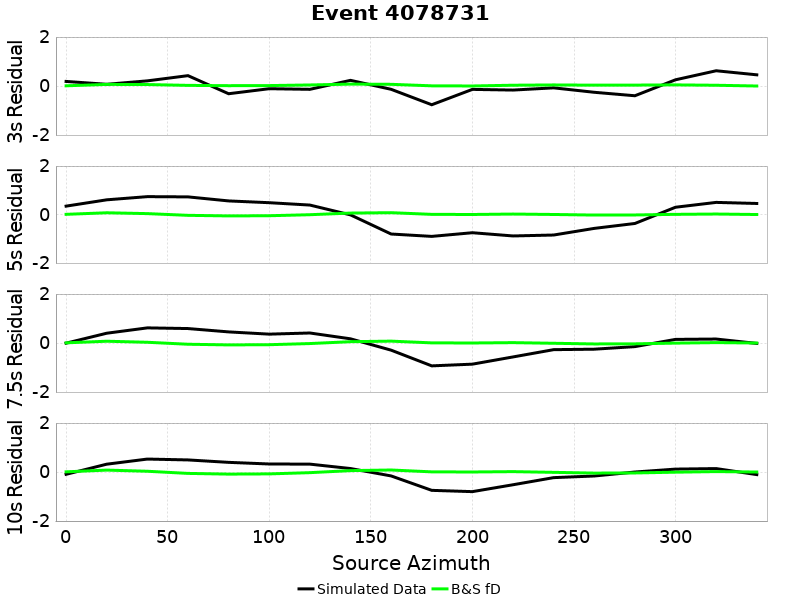 Event 4078731
3s Residual
2
0
-2
5s Residual
2
0
-2
7.5s Residual
2
0
-2
10s Residual
2
0
-2
0 50 100 150 200 250 300
Source Azimuth
Simulated Data B&S fD